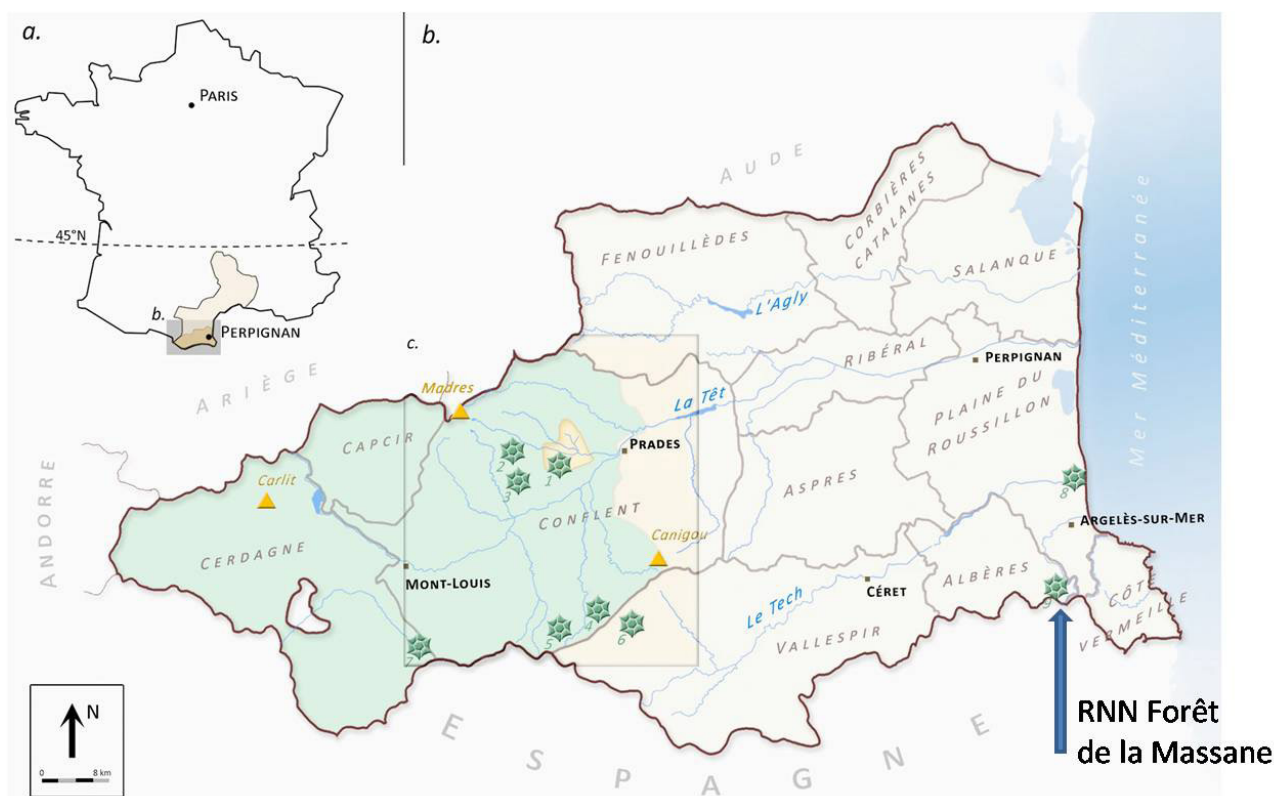 a.
PARIS
45°N
b.
PERPIGNAN
b.
AUDE
CORBIÈRES
CATALANES
FENOUILLÈDES
SALANQUE
L'Agly
Mer Méditerranée
RIBÉRAL
PERPIGNAN
ARIÈGE
c.
Madres
La Têt
PLAINE DU
ROUSSILLON
CAPCIR
PRADES
2
1
3
ASPRES
8
ANDORRE
Carlit
CONFLENT
Canigou
ARGELÈS-SUR-MER
CERDAGNE
MONT-LOUIS
CÉRET
ALBÈRES
9
CÔTE
VERMEILLE
Le Tech
VALLESPIR
4
5
6
7
ESPAGNE
N
0 8 km
RNN Forêt
de la Massane